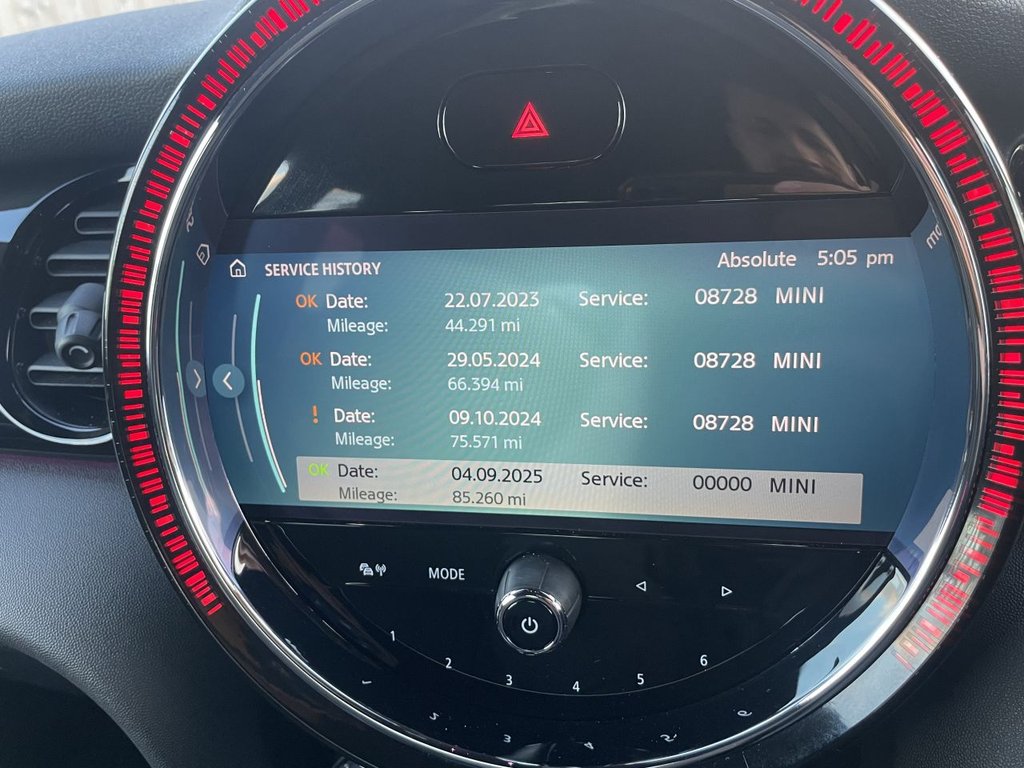 Absolute 5:05 pm
SERVICE HISTORY
OK Date: 22.07.2023 Service: 08728 MINI
Mileage: 44.291 mi
OK Date: 29.05.2024 Service: 08728 MINI
Mileage: 66.394 mi
! Date: 09.10.2024 Service: 08728 MINI
Mileage: 75.571 mi
OK Date: 04.09.2025 Service: 00000 MINI
Mileage: 85.260 mi
MODE
1 2 3 4 5 6